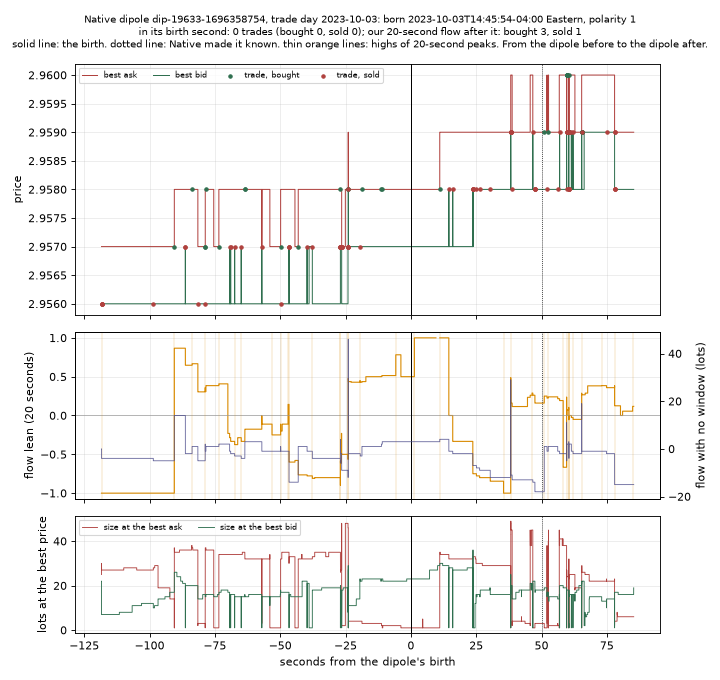 Native dipole dip-19633-1696358754, trade day 2023-10-03: born 2023-10-03T14:45:54-04:00 Eastern, polarity 1
in its birth second: 0 trades (bought 0, sold 0); our 20-second flow after it: bought 3, sold 1
solid line: the birth. dotted line: Native made it known. thin orange lines: highs of 20-second peaks. From the dipole before to the dipole after.
best ask
best bid
trade, bought
trade, sold
2.9600
2.9595
2.9590
2.9585
2.9580
2.9575
2.9570
2.9565
2.9560
price
1.0
0.5
0.0
−0.5
−1.0
flow lean (20 seconds)
40
20
0
−20
flow with no window (lots)
size at the best ask
size at the best bid
40
20
0
lots at the best price
−125
−100
−75
−50
−25
0
25
50
75
seconds from the dipole's birth